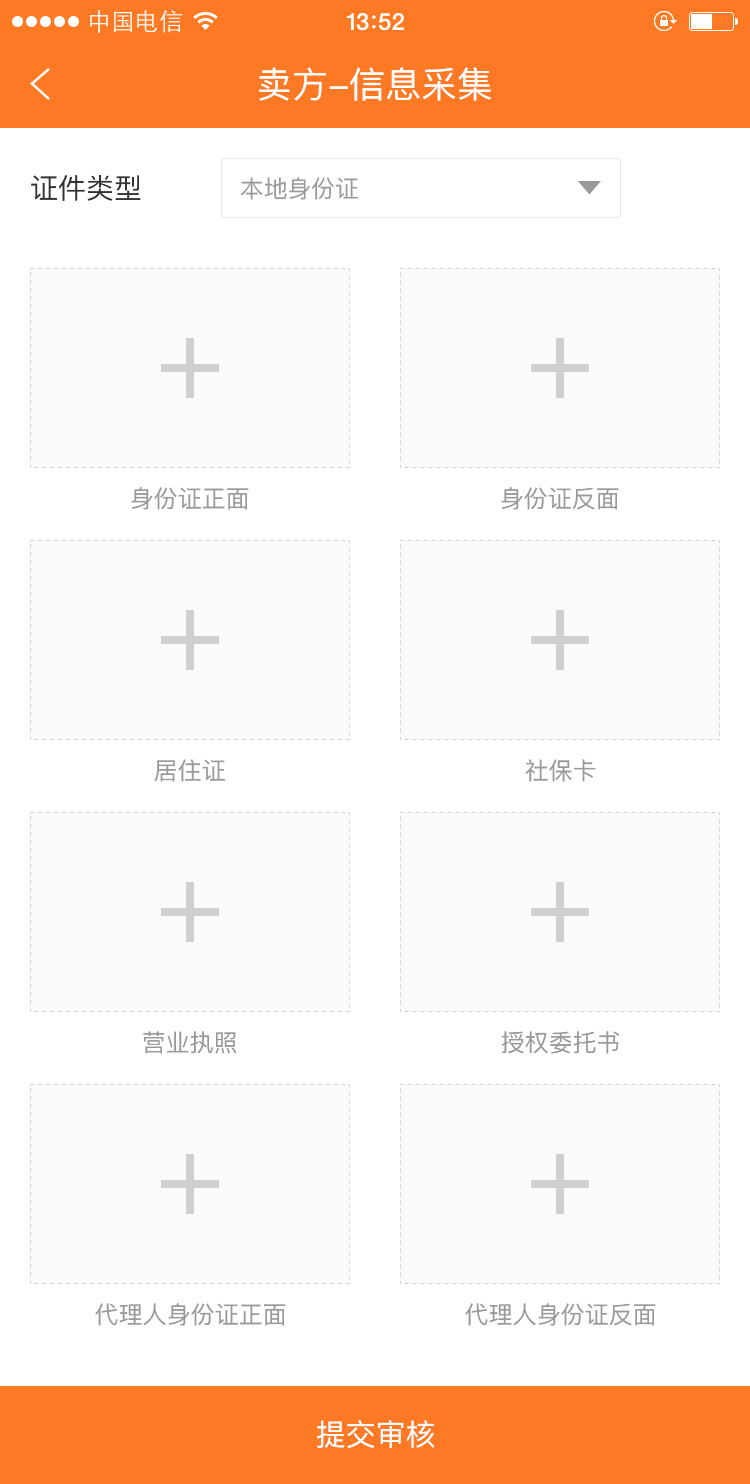 中国电信 13:52
卖方-信息采集
证件类型 本地身份证
身份证正面 身份证反面
居住证 社保卡
营业执照 授权委托书
代理人身份证正面 代理人身份证反面
提交审核